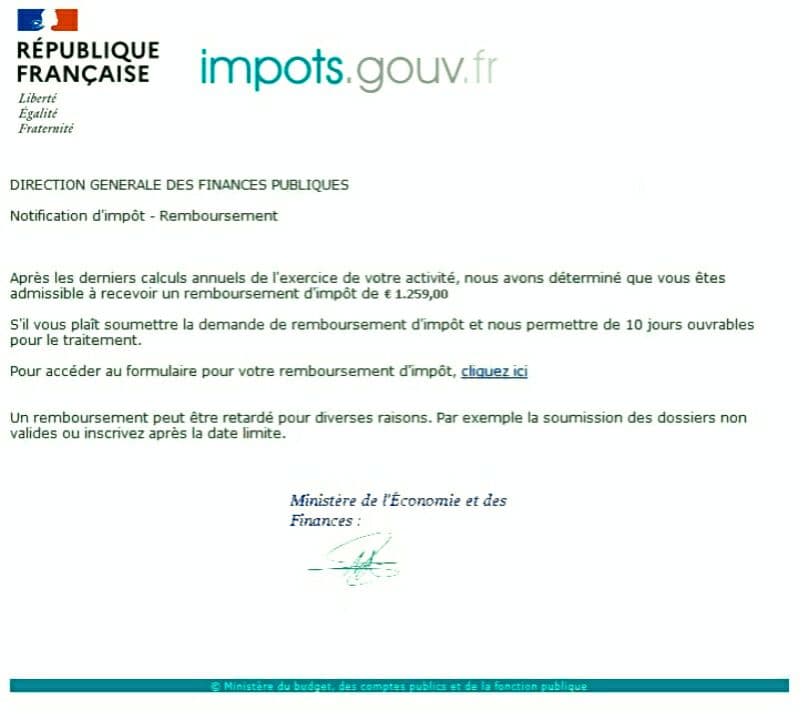 RÉPUBLIQUE
FRANÇAISE
Liberté
Égalité
Fraternité
impots.gouv.fr
DIRECTION GENERALE DES FINANCES PUBLIQUES
Notification d'impôt - Remboursement
Après les derniers calculs annuels de l'exercice de votre activité, nous avons déterminé que vous êtes
admissible à recevoir un remboursement d'impôt de € 1.259,00
S'il vous plaît soumettre la demande de remboursement d'impôt et nous permettre de 10 jours ouvrables
pour le traitement.
Pour accéder au formulaire pour votre remboursement d'impôt, cliquez ici
Un remboursement peut être retardé pour diverses raisons. Par exemple la soumission des dossiers non
valides ou inscrivez après la date limite.
Ministère de l'Économie et des
Finances :
© Ministère du budget, des comptes publics et de la fonction publique